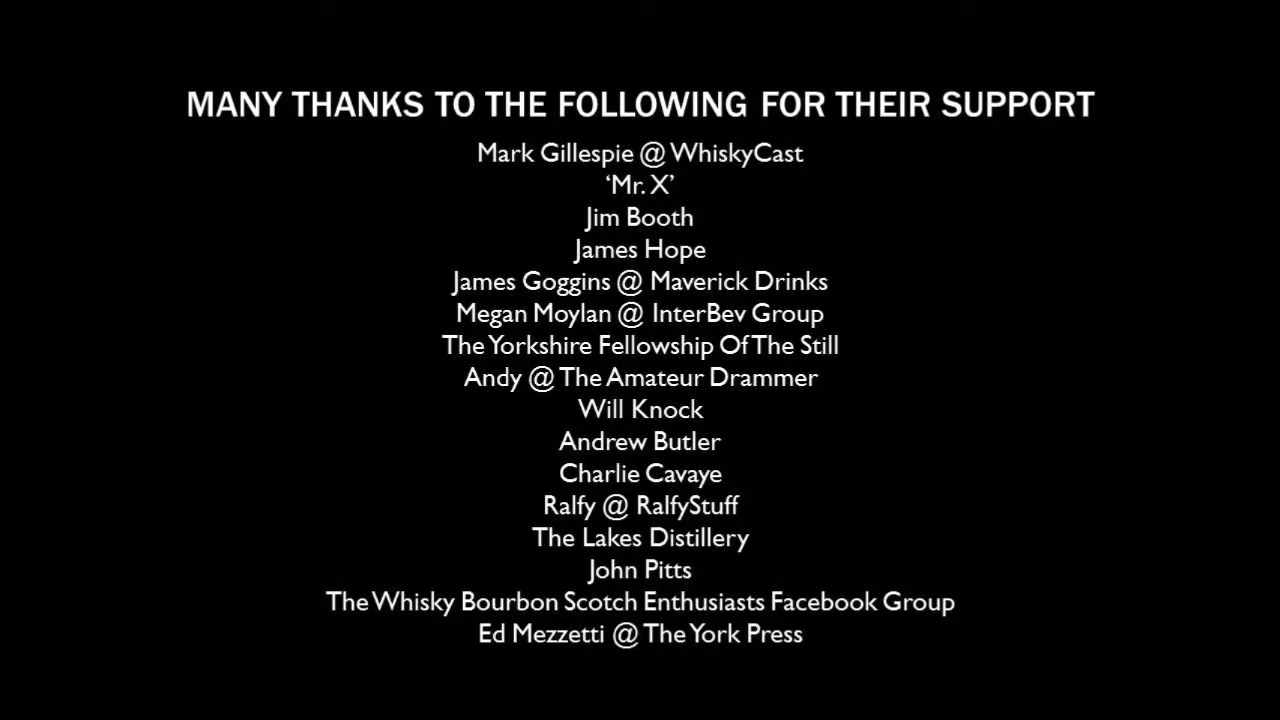 MANY THANKS TO THE FOLLOWING FOR THEIR SUPPORT
Mark Gillespie @ WhiskyCast
‘Mr. X’
Jim Booth
James Hope
James Goggins @ Maverick Drinks
Megan Moylan @ InterBev Group
The Yorkshire Fellowship Of The Still
Andy @ The Amateur Drammer
Will Knock
Andrew Butler
Charlie Cavaye
Ralfy @ RalfyStuff
The Lakes Distillery
John Pitts
The Whisky Bourbon Scotch Enthusiasts Facebook Group
Ed Mezzetti @ The York Press